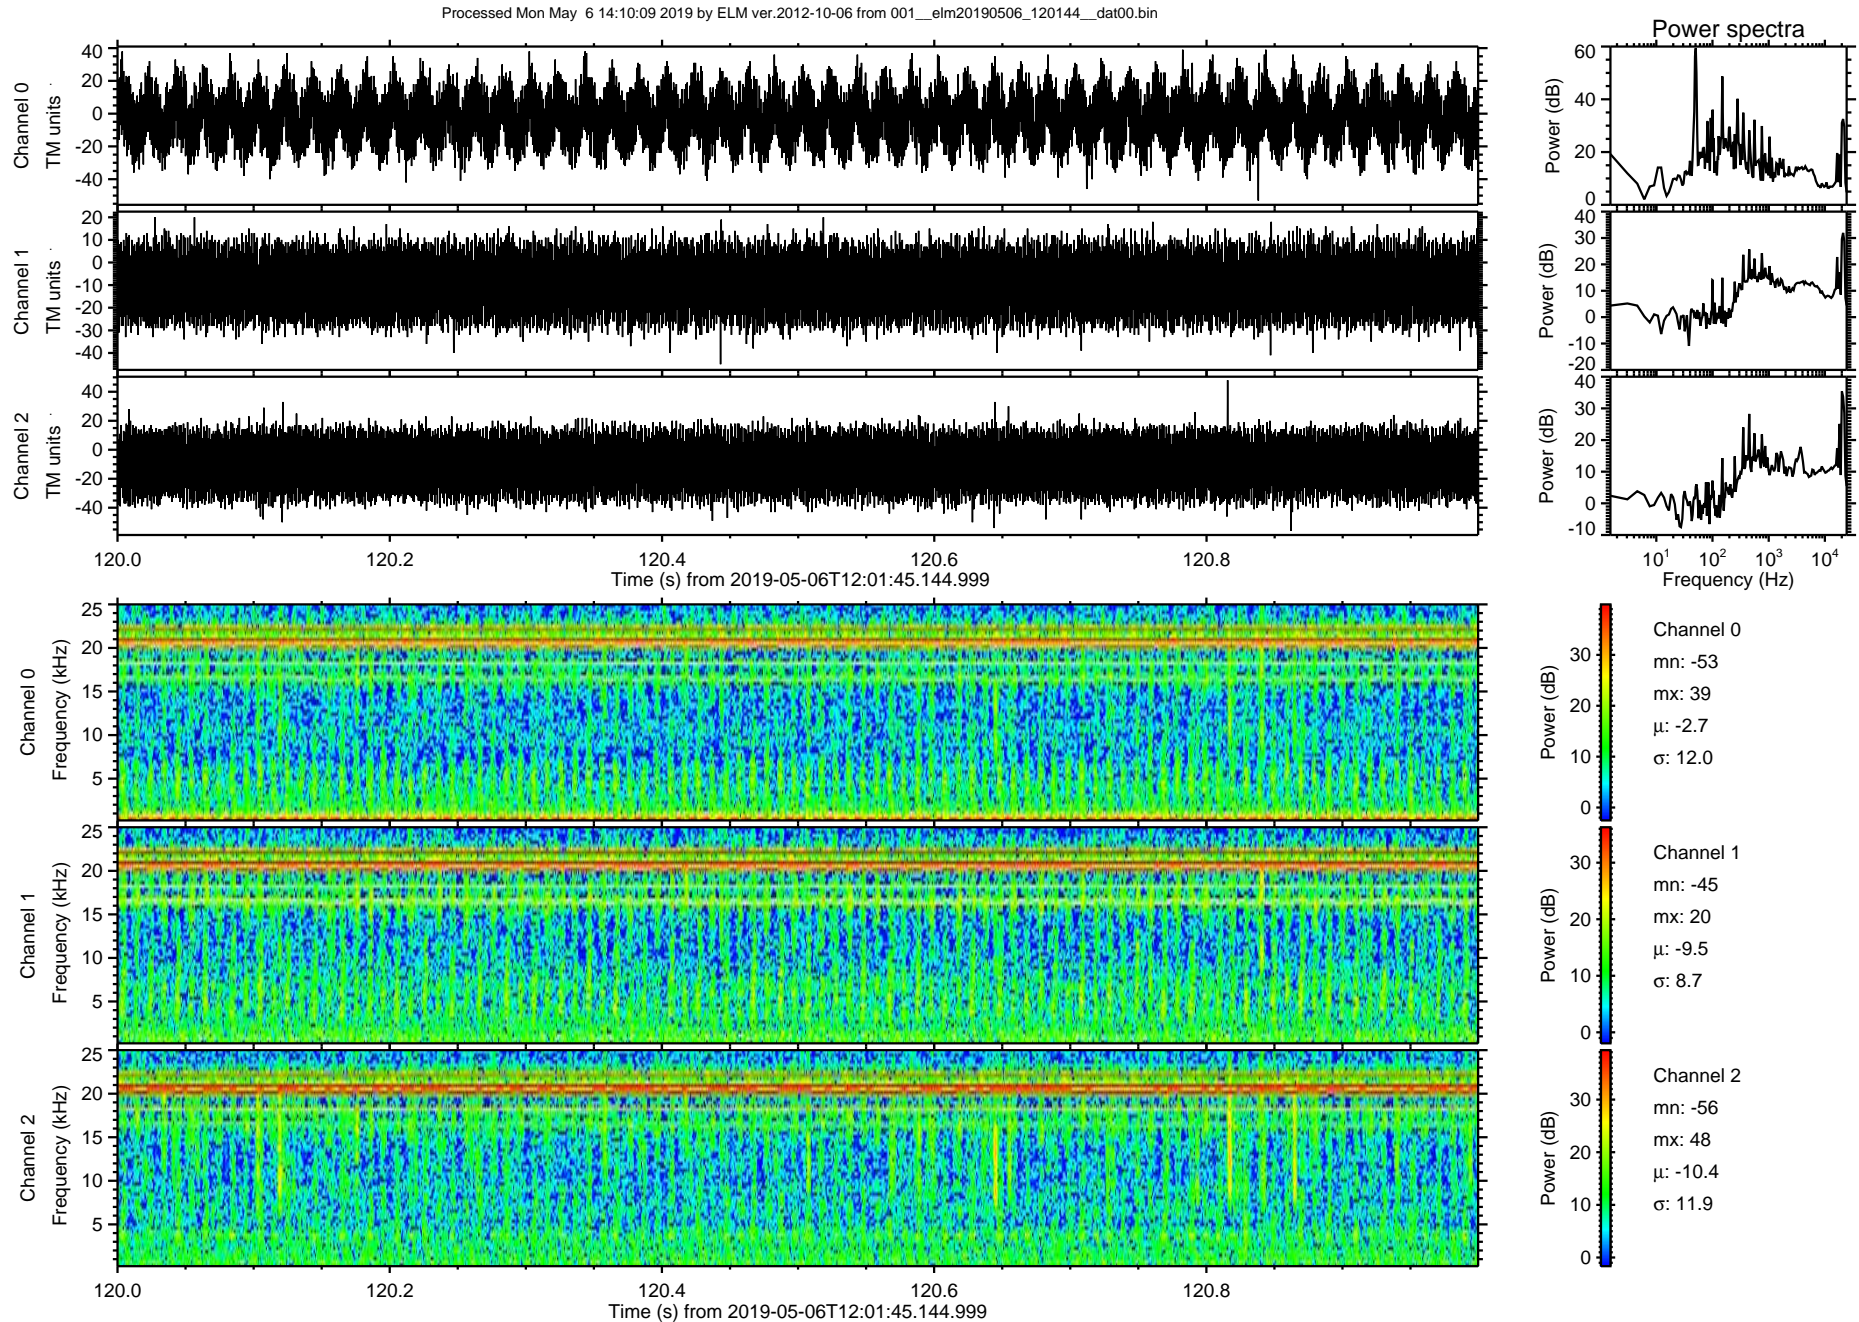 Processed Mon May  6 14:10:09 2019 by ELM ver.2012-10-06 from 001__elm20190506_120144__dat00.bin
Power spectra
Channel 0
TM units
40
20
0
-20
-40
Power (dB)
60
40
20
0
Channel 1
TM units
20
10
0
-10
-20
-30
-40
Power (dB)
40
30
20
10
0
-10
-20
Channel 2
TM units
40
20
0
-20
-40
Power (dB)
40
30
20
10
0
-10
120.0 120.2 120.4 120.6 120.8
Time (s) from 2019-05-06T12:01:45.144.999
10¹ 10² 10³ 10⁴
Frequency (Hz)
Channel 0
Frequency (kHz)
25
20
15
10
5
Power (dB)
30
20
10
0
Channel 0
mn: -53
mx: 39
μ: -2.7
σ: 12.0
Channel 1
Frequency (kHz)
25
20
15
10
5
Power (dB)
30
20
10
0
Channel 1
mn: -45
mx: 20
μ: -9.5
σ: 8.7
Channel 2
Frequency (kHz)
25
20
15
10
5
Power (dB)
30
20
10
0
Channel 2
mn: -56
mx: 48
μ: -10.4
σ: 11.9
120.0 120.2 120.4 120.6 120.8
Time (s) from 2019-05-06T12:01:45.144.999